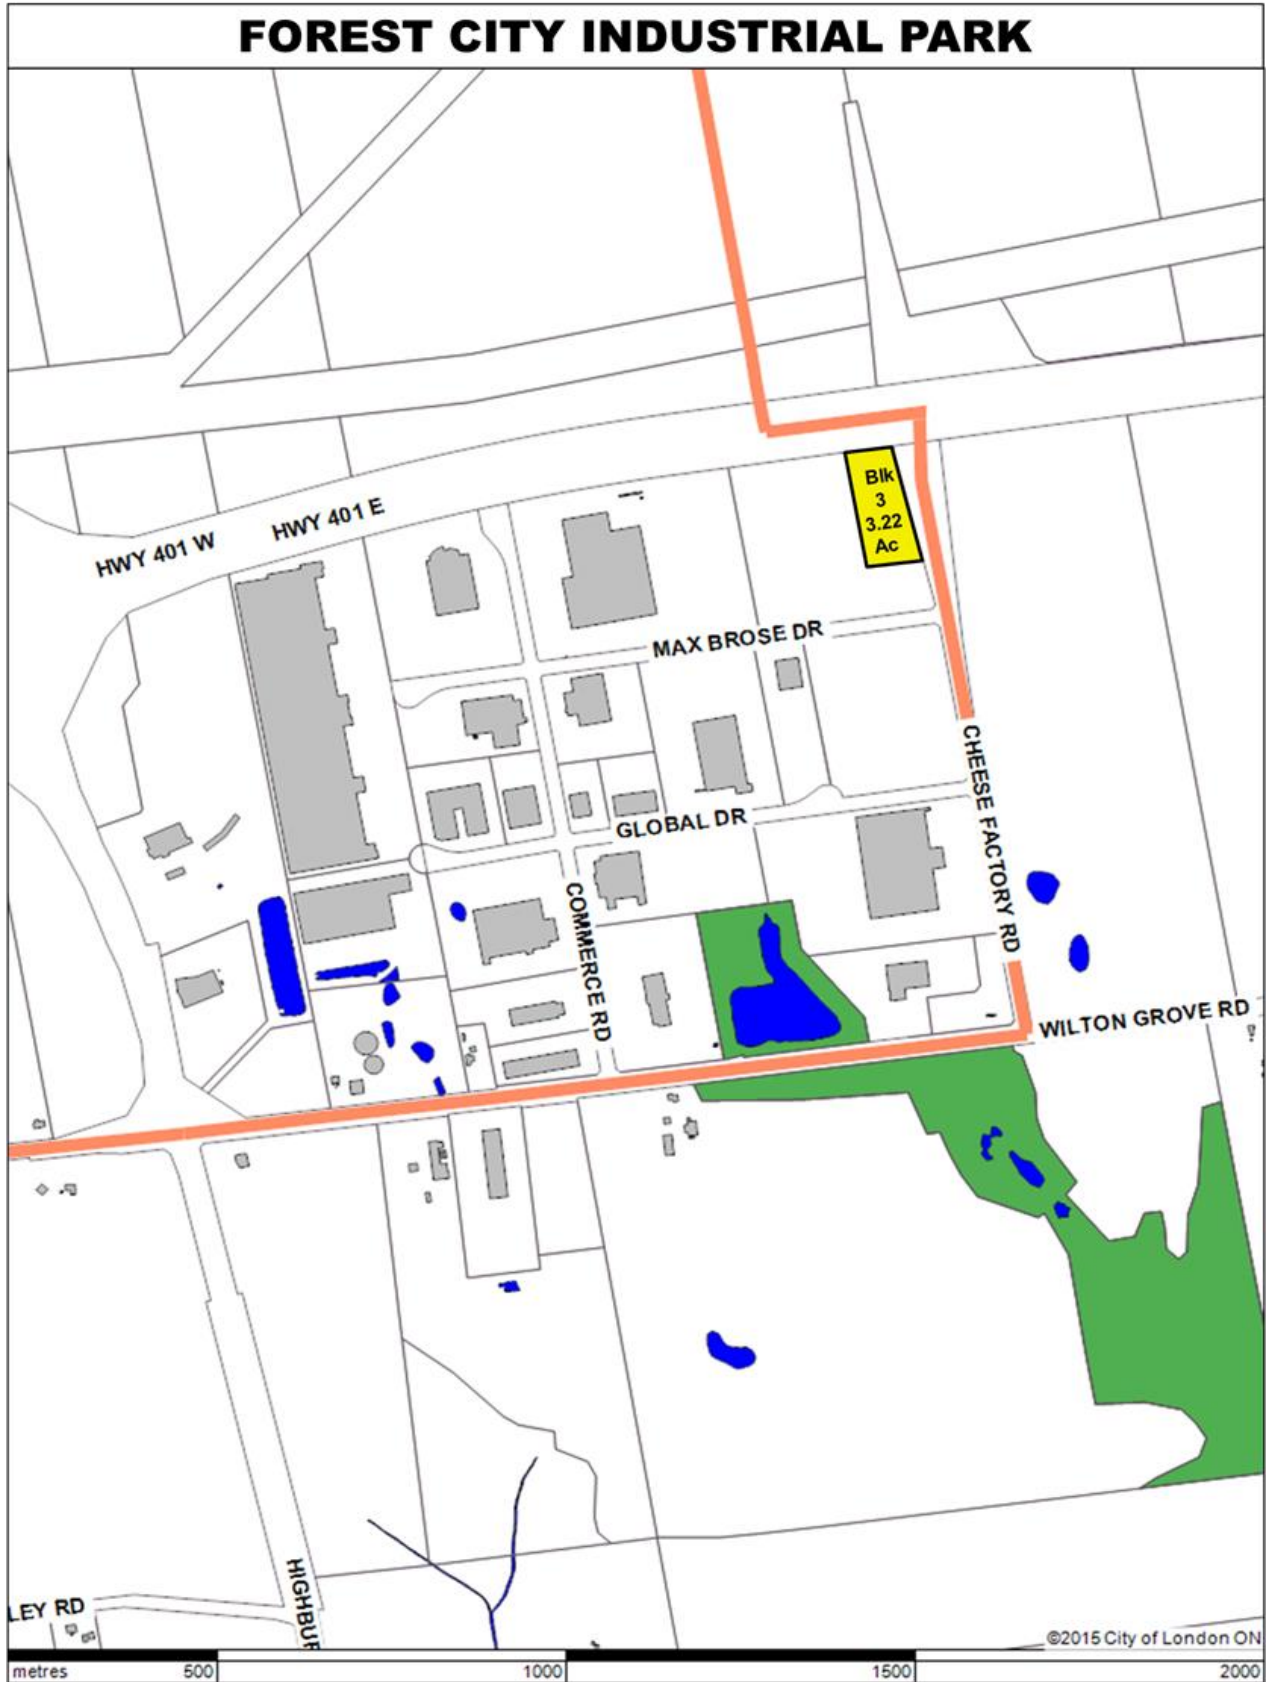 FOREST CITY INDUSTRIAL PARK
HWY 401 W
HWY 401 E
Blk
3
3.22
Ac
MAX BROSE DR
CHEESE FACTORY RD
GLOBAL DR
COMMERCE RD
WILTON GROVE RD
HIGHBUR
LEY RD
©2015 City of London ON
metres 500 1000 1500 2000